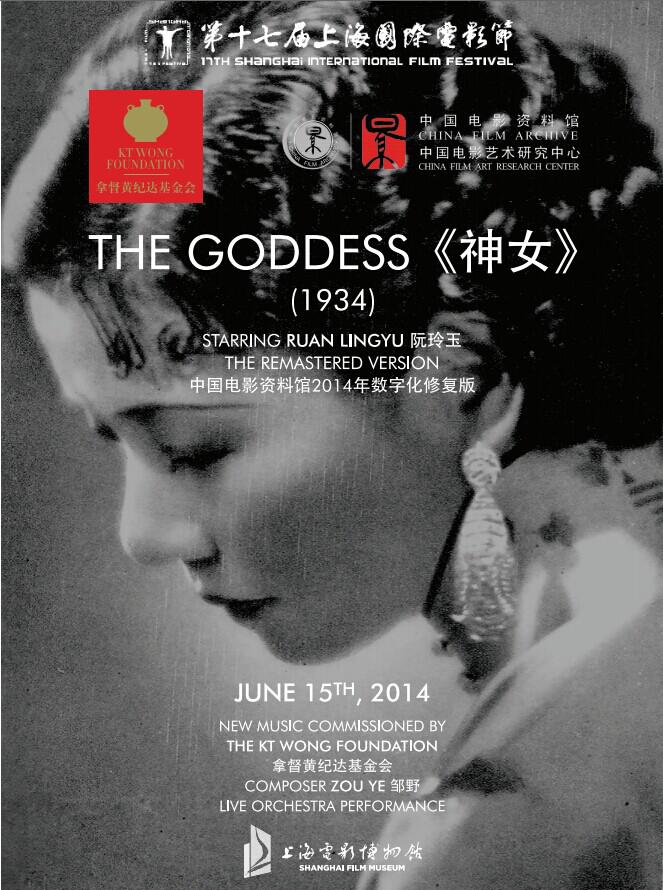 第十七届上海國際電影節
17TH SHANGHAI INTERNATIONAL FILM FESTIVAL
KT WONG
FOUNDATION
拿督黄纪达基金会
中国电影资料馆
CHINA FILM ARCHIVE
中国电影艺术研究中心
CHINA FILM ART RESEARCH CENTER
THE GODDESS《神女》
(1934)
STARRING RUAN LINGYU 阮玲玉
THE REMASTERED VERSION
中国电影资料馆2014年数字化修复版
JUNE 15TH, 2014
NEW MUSIC COMMISSIONED BY
THE KT WONG FOUNDATION
拿督黄纪达基金会
COMPOSER ZOU YE 邹野
LIVE ORCHESTRA PERFORMANCE
上海電影博物館
SHANGHAI FILM MUSEUM